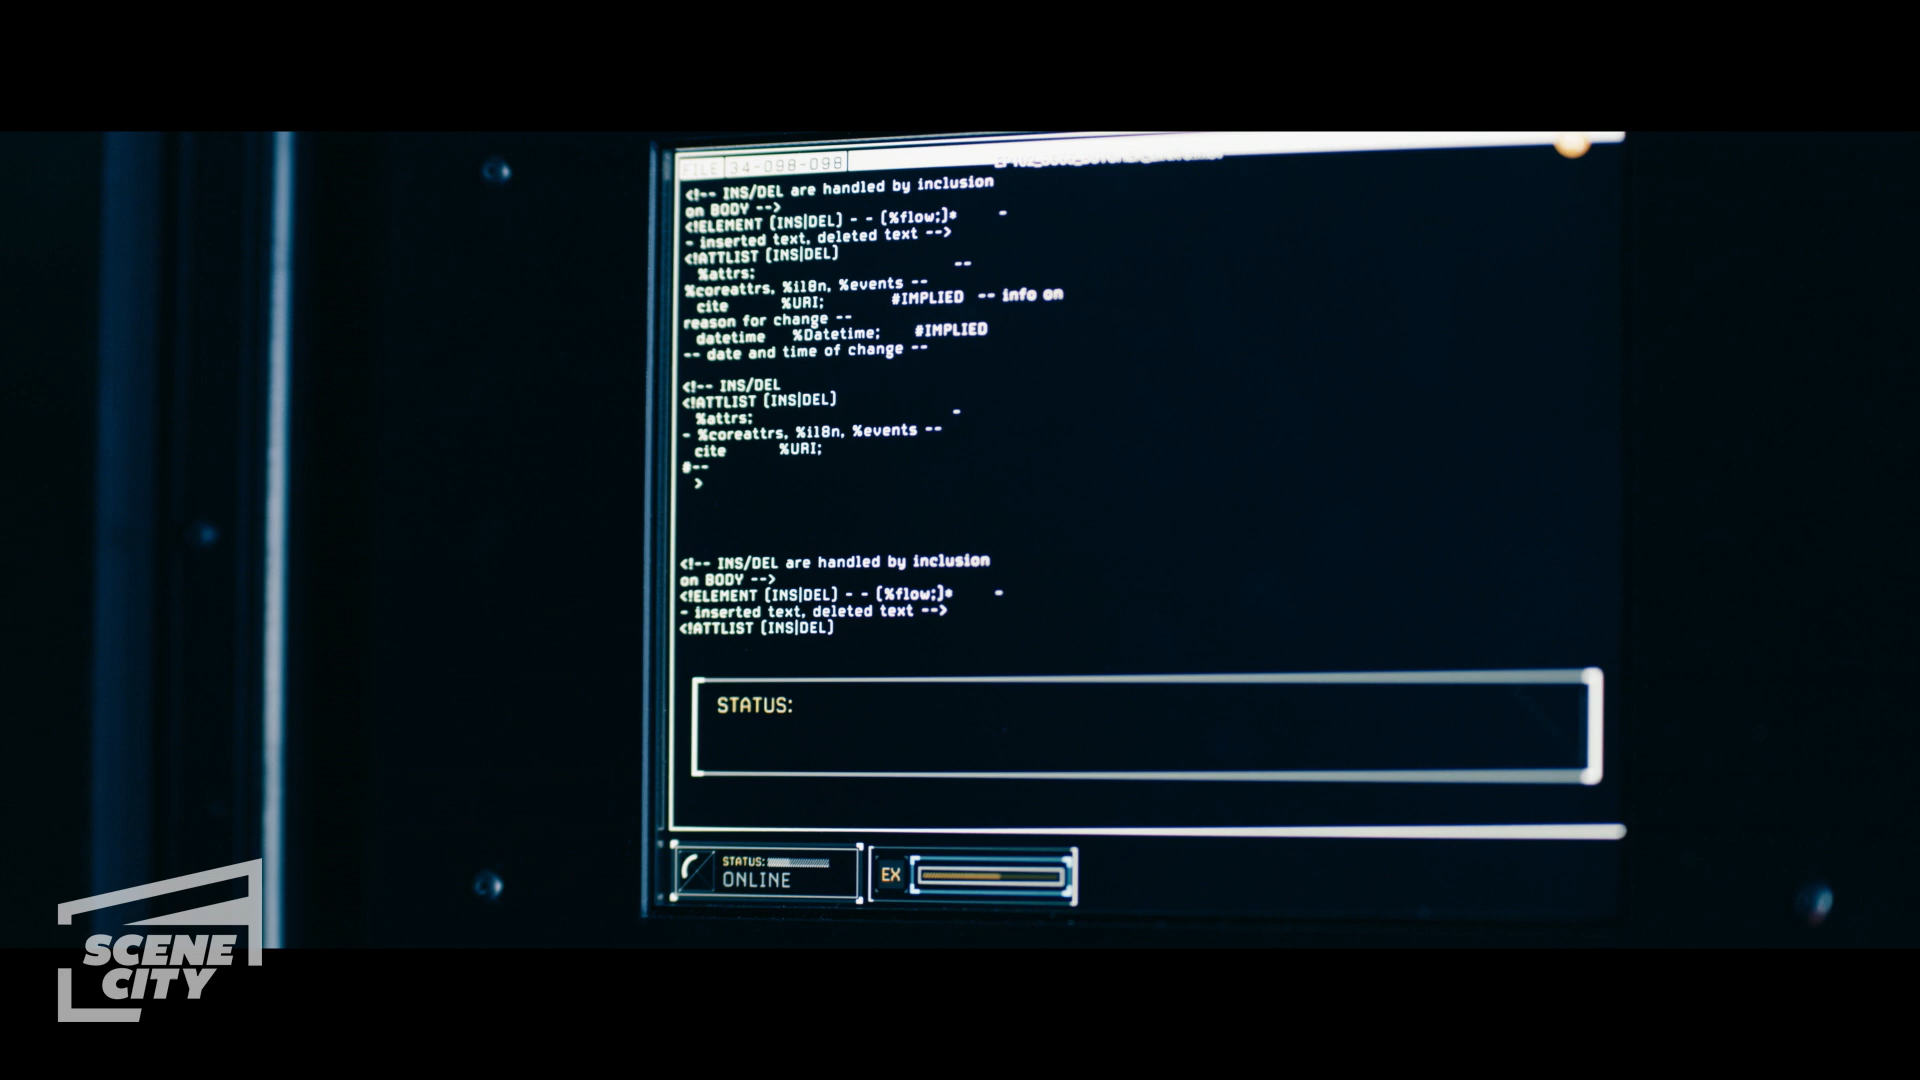 FILE 34-098-098
<!-- INS/DEL are handled by inclusion
on BODY -->
<!ELEMENT (INS|DEL) - - (%flow;)* -
- inserted text, deleted text -->
<!ATTLIST (INS|DEL)
%attrs; --
%coreattrs, %i18n, %events --
cite %URI; #IMPLIED -- info on
reason for change --
datetime %Datetime; #IMPLIED
-- date and time of change --
<!-- INS/DEL
<!ATTLIST (INS|DEL)
%attrs; -
- %coreattrs, %i18n, %events --
cite %URI;
#--
>
<!-- INS/DEL are handled by inclusion
on BODY -->
<!ELEMENT (INS|DEL) - - (%flow;)* -
- inserted text, deleted text -->
<!ATTLIST (INS|DEL)
STATUS:
STATUS:
ONLINE
EX
SCENE
CITY